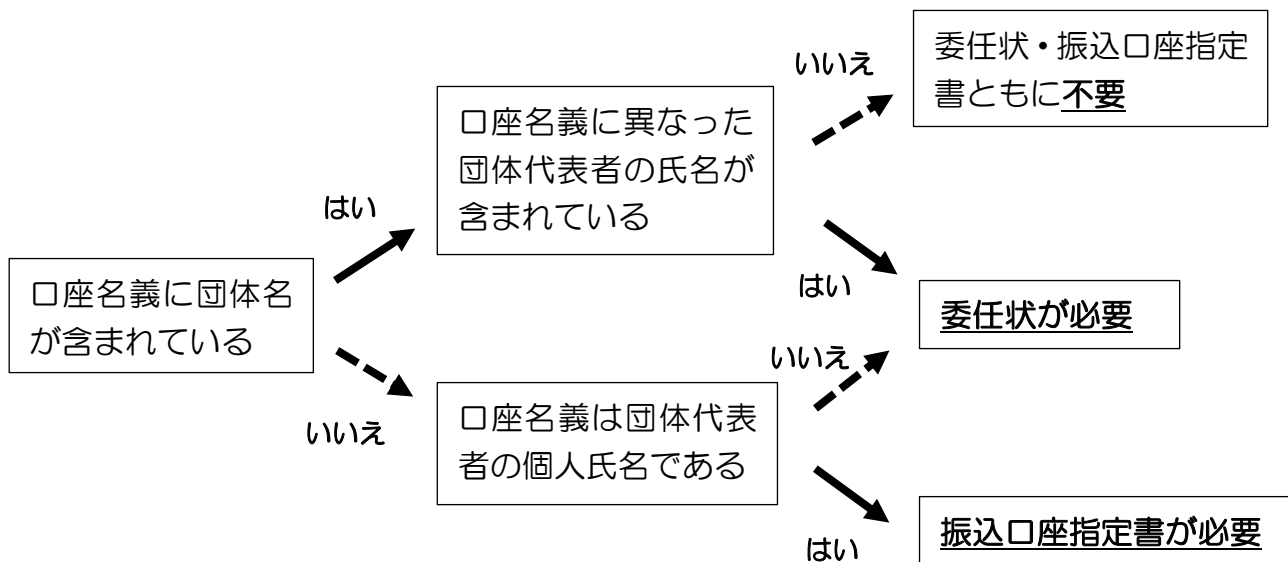 口座名義に団体名
が含まれている
はい
いいえ
口座名義に異なった
団体代表者の氏名が
含まれている
いいえ
はい
口座名義は団体代表
者の個人氏名である
いいえ
はい
委任状・振込口座指定
書ともに不要
委任状が必要
振込口座指定書が必要